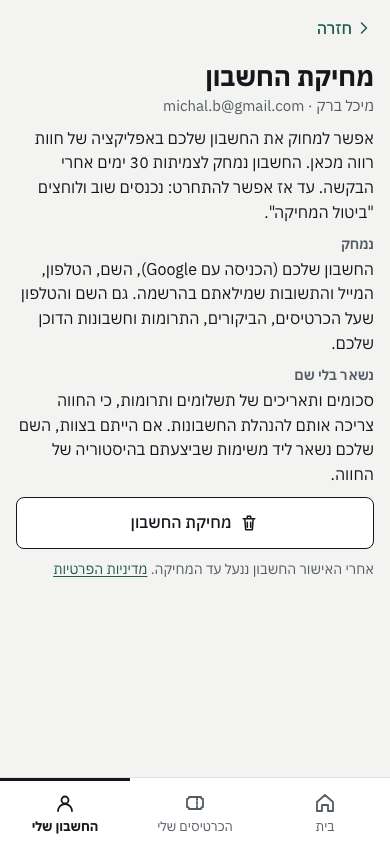 חזרה
מחיקת החשבון
מיכל ברק · michal.b@gmail.com
אפשר למחוק את החשבון שלכם באפליקציה של חוות
רווה מכאן. החשבון נמחק לצמיתות 30 ימים אחרי
הבקשה. עד אז אפשר להתחרט: נכנסים שוב ולוחצים
"ביטול המחיקה".
נמחק
החשבון שלכם (הכניסה עם Google), השם, הטלפון,
המייל והתשובות שמילאתם בהרשמה. גם השם והטלפון
שעל הכרטיסים, הביקורים, התרומות וחשבונות הדוכן
שלכם.
נשאר בלי שם
סכומים ותאריכים של תשלומים ותרומות, כי החווה
צריכה אותם להנהלת החשבונות. אם הייתם בצוות, השם
שלכם נשאר ליד משימות שביצעתם בהיסטוריה של
החווה.
מחיקת החשבון
אחרי האישור החשבון ננעל עד המחיקה. מדיניות הפרטיות
בית
הכרטיסים שלי
החשבון שלי